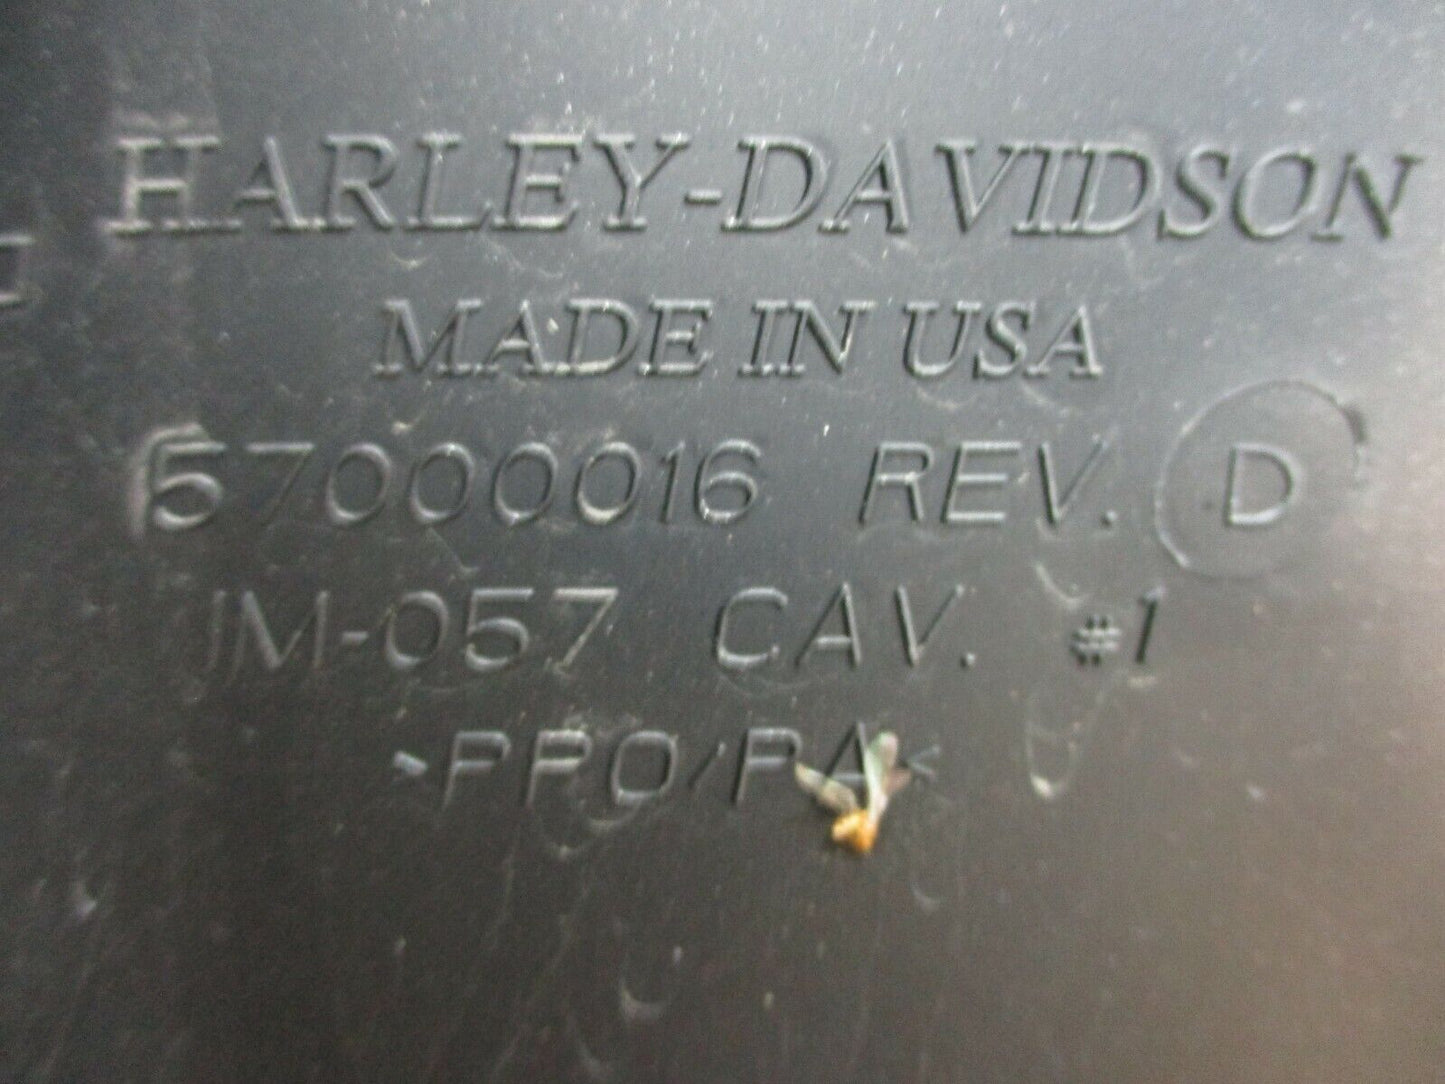 HARLEY-DAVIDSON
MADE IN USA
57000016 REV. D
IM-057 CAV. #1
>PPO/PA<